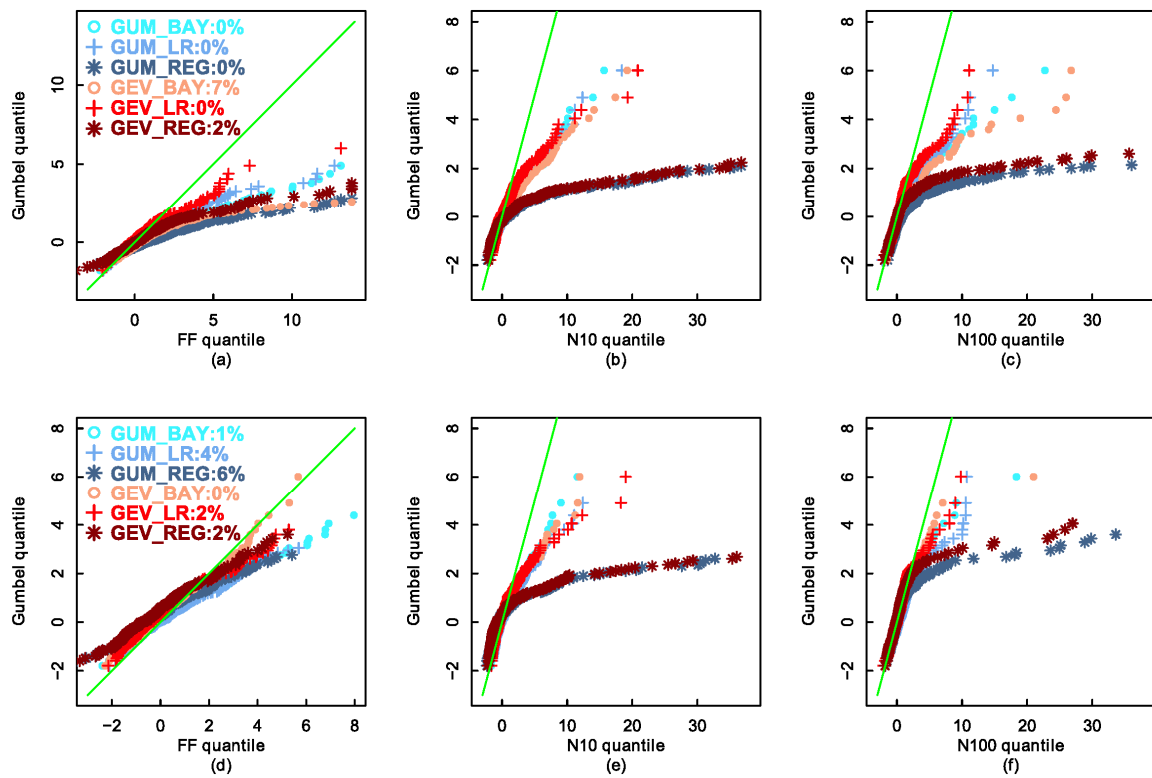 GUM_BAY:0%
GUM_LR:0%
GUM_REG:0%
GEV_BAY:7%
GEV_LR:0%
GEV_REG:2%
Gumbel quantile
0 5 10
0 5 10
FF quantile
(a)
Gumbel quantile
−2 0 2 4 6 8
0 10 20 30
N10 quantile
(b)
Gumbel quantile
−2 0 2 4 6 8
0 10 20 30
N100 quantile
(c)
GUM_BAY:1%
GUM_LR:4%
GUM_REG:6%
GEV_BAY:0%
GEV_LR:2%
GEV_REG:2%
Gumbel quantile
−2 0 2 4 6 8
−2 0 2 4 6 8
FF quantile
(d)
Gumbel quantile
−2 0 2 4 6 8
0 10 20 30
N10 quantile
(e)
Gumbel quantile
−2 0 2 4 6 8
0 10 20 30
N100 quantile
(f)